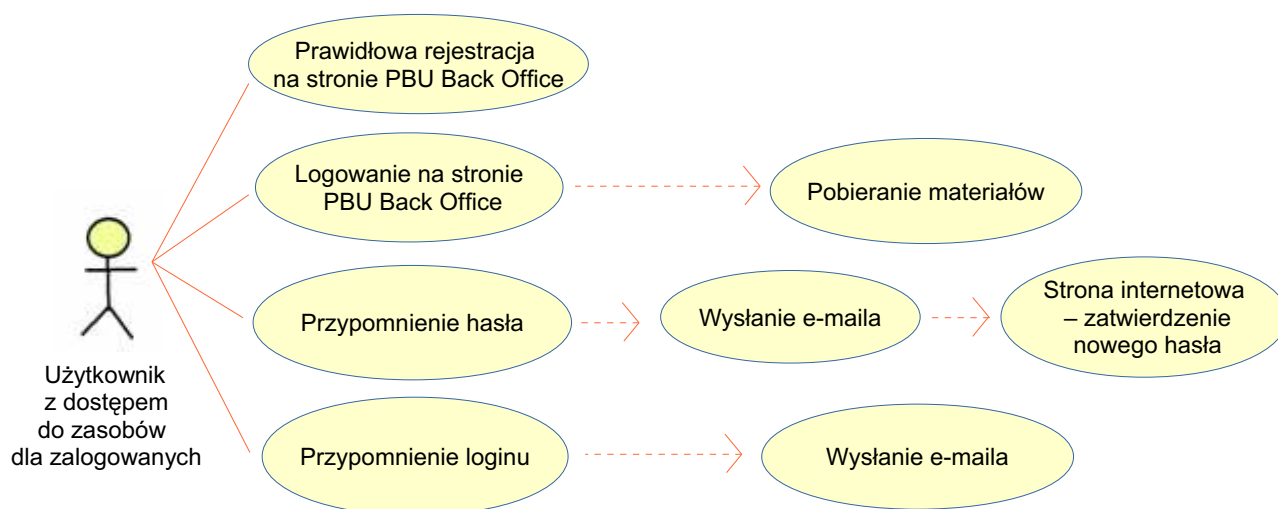 Prawidłowa rejestracja
na stronie PBU Back Office
Logowanie na stronie
PBU Back Office
Pobieranie materiałów
Przypomnienie hasła
Wysłanie e-maila
Strona internetowa
– zatwierdzenie
nowego hasła
Użytkownik
z dostępem
do zasobów
dla zalogowanych
Przypomnienie loginu
Wysłanie e-maila